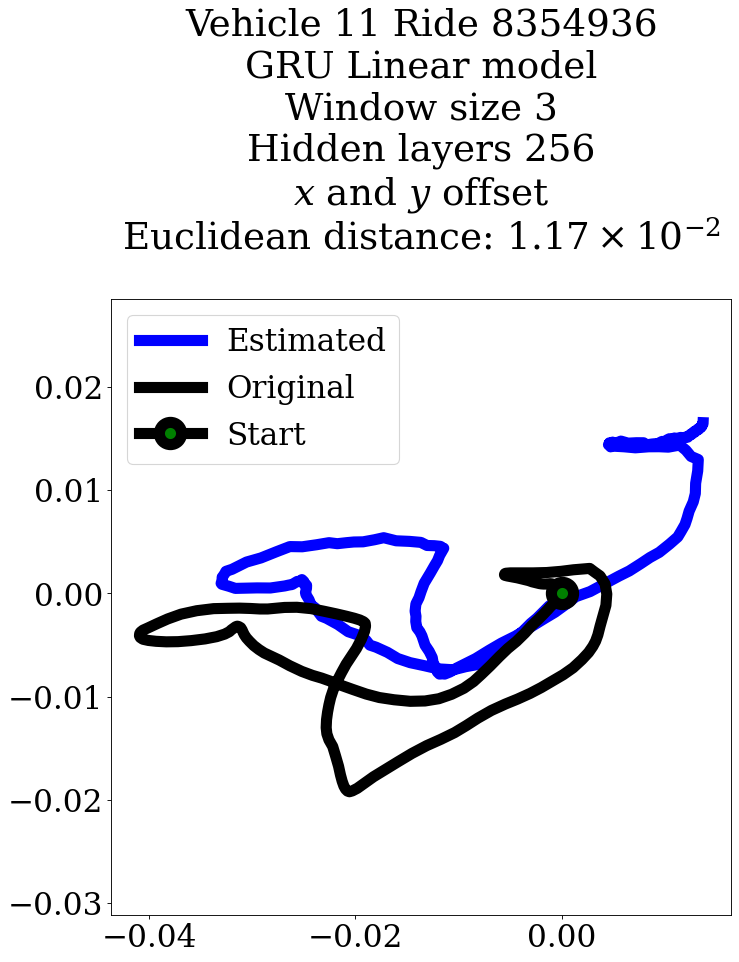 Vehicle 11 Ride 8354936
GRU Linear model
Window size 3
Hidden layers 256
x and y offset
Euclidean distance: 1.17 × 10⁻²
Estimated
Original
Start
0.02
0.01
0.00
−0.01
−0.02
−0.03
−0.04
−0.02
0.00